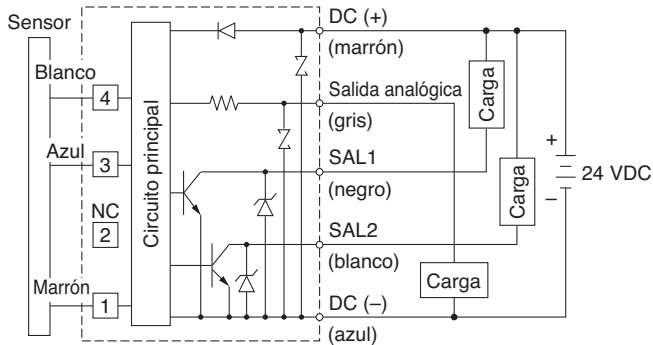 Sensor
Blanco
4
Azul
3
NC
2
Marrón
1
Circuito principal
DC (+)
(marrón)
Salida analógica
(gris)
SAL1
(negro)
SAL2
(blanco)
DC (–)
(azul)
Carga
Carga
Carga
+
24 VDC
–